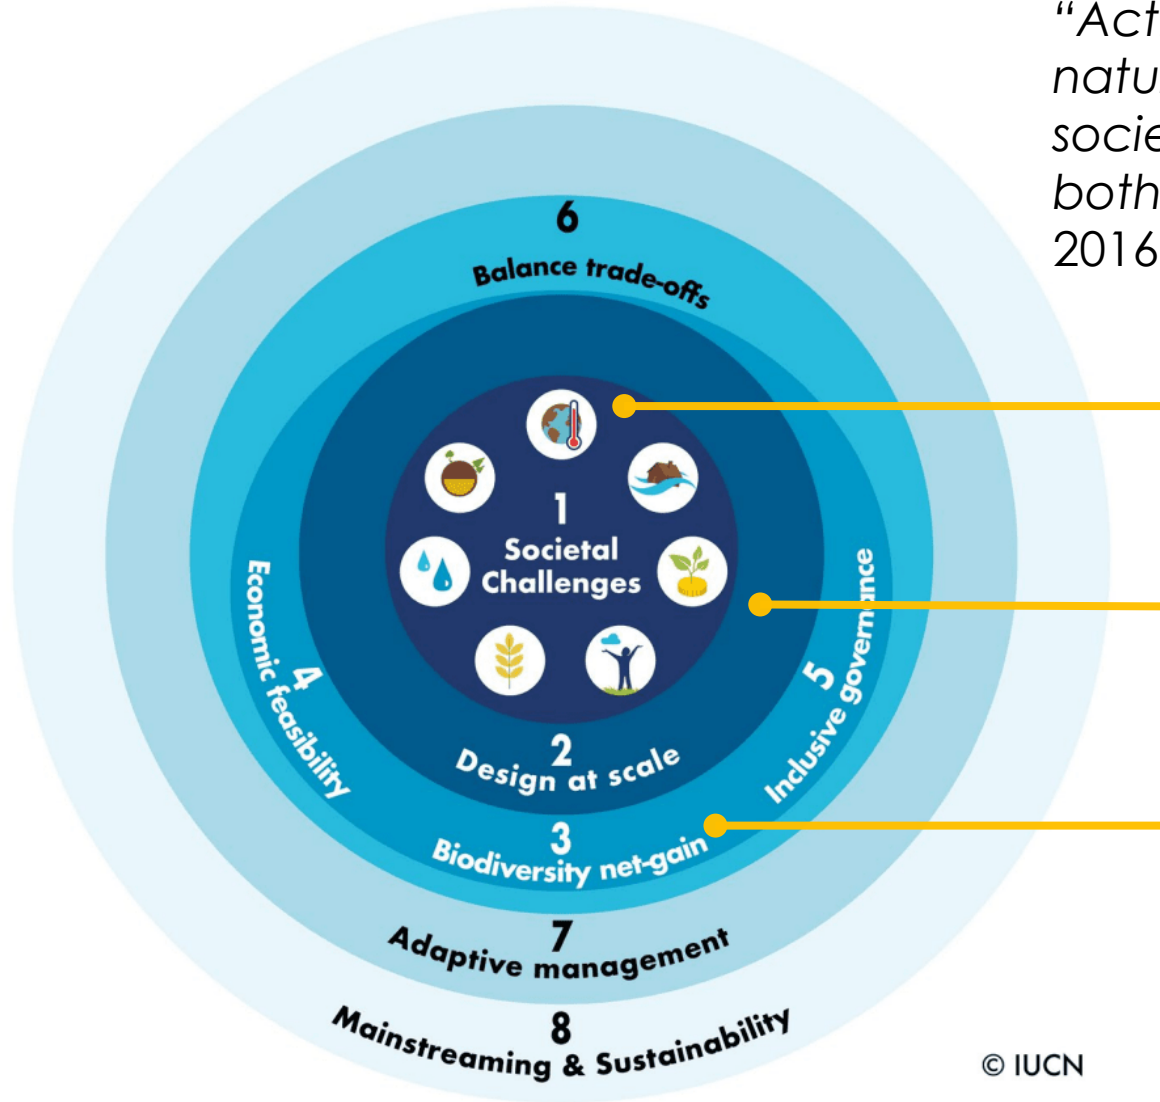 “Act
natu
socie
both
2016
6
Balance trade-offs
1
Societal
Challenges
4
Economic feasibility
5
Inclusive governance
2
Design at scale
3
Biodiversity net-gain
7
Adaptive management
8
Mainstreaming & Sustainability
© IUCN